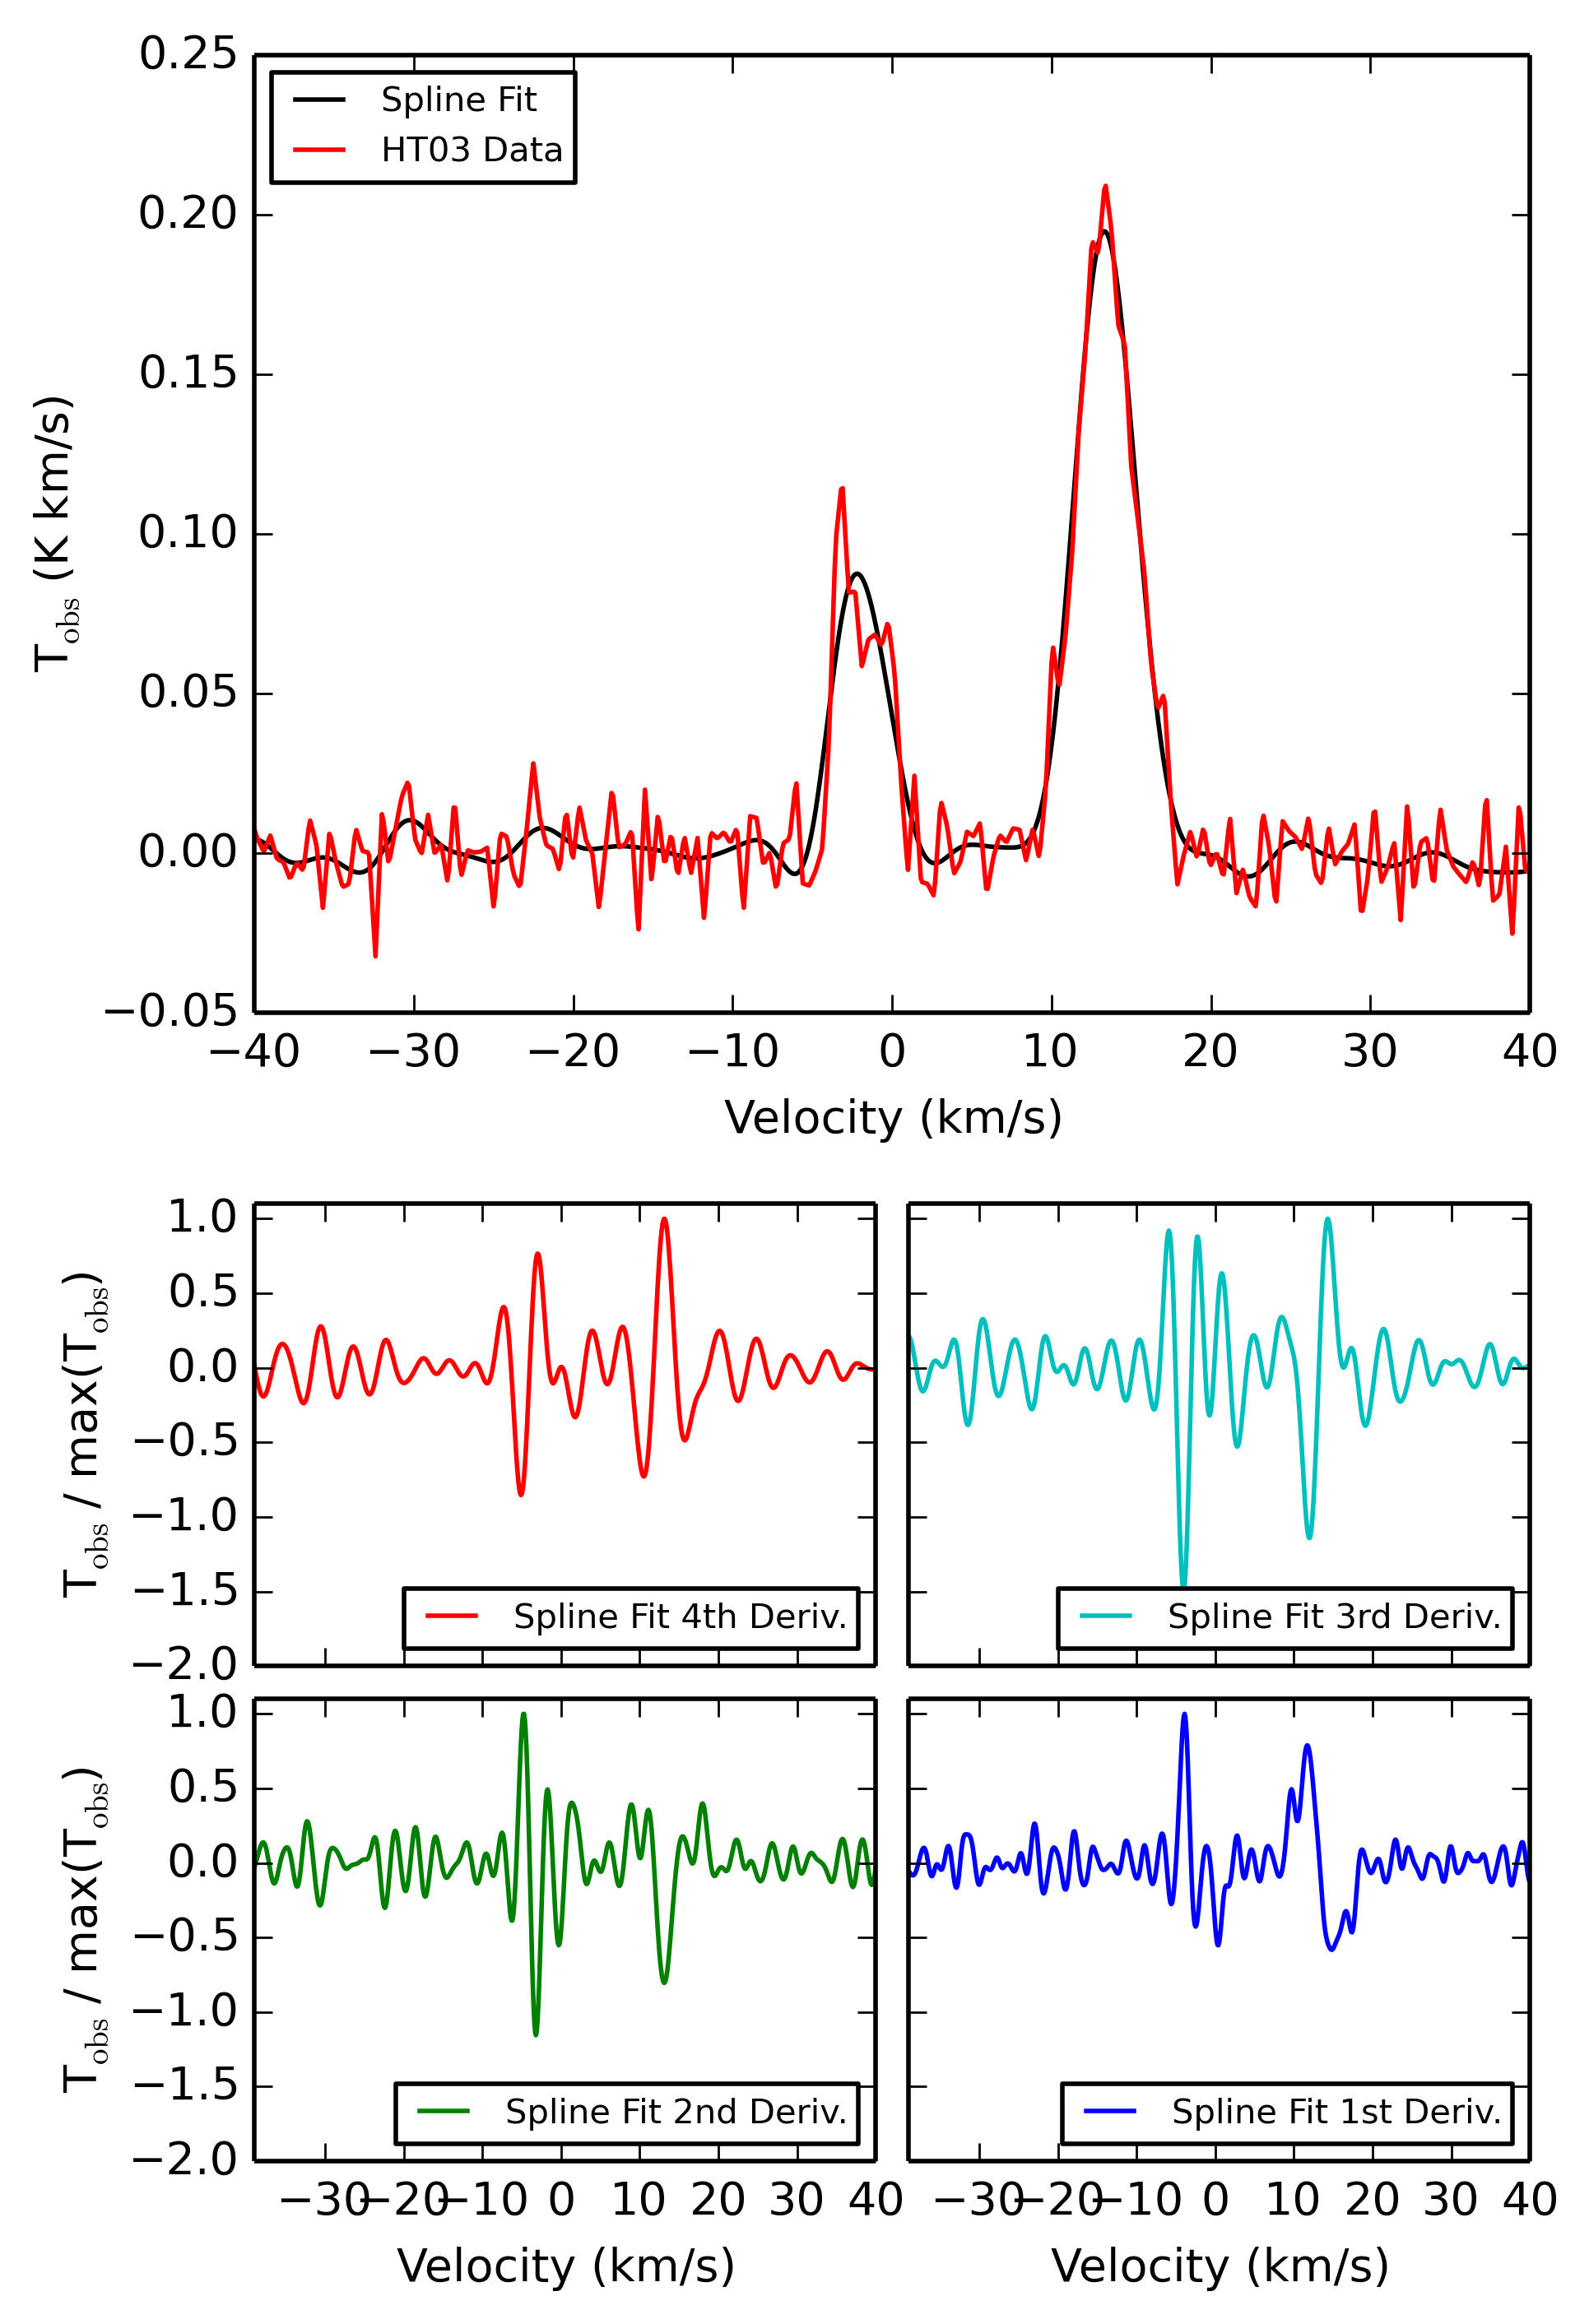 0.25
0.20
0.15
0.10
0.05
0.00
−0.05
T_obs (K km/s)
Spline Fit
HT03 Data
−40 −30 −20 −10 0 10 20 30 40
Velocity (km/s)
1.0
0.5
0.0
−0.5
−1.0
−1.5
−2.0
T_obs / max(T_obs)
Spline Fit 4th Deriv.
Spline Fit 3rd Deriv.
1.0
0.5
0.0
−0.5
−1.0
−1.5
−2.0
T_obs / max(T_obs)
Spline Fit 2nd Deriv.
Spline Fit 1st Deriv.
−30 −20 −10 0 10 20 30 40
−30 −20 −10 0 10 20 30 40
Velocity (km/s)
Velocity (km/s)